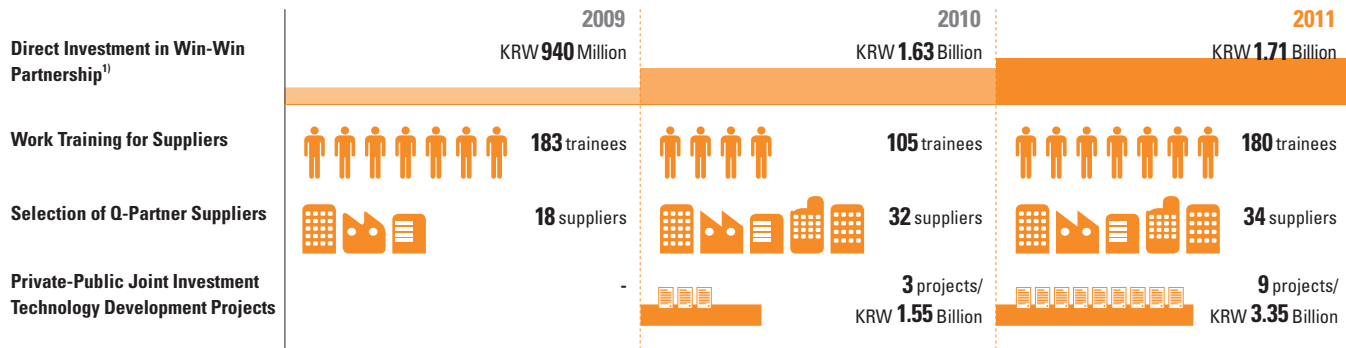 2009 2010 2011
Direct Investment in Win-Win
Partnership1)
KRW 940 Million KRW 1.63 Billion KRW 1.71 Billion
Work Training for Suppliers 183 trainees 105 trainees 180 trainees
Selection of Q-Partner Suppliers 18 suppliers 32 suppliers 34 suppliers
Private-Public Joint Investment
Technology Development Projects
- 3 projects/ 9 projects/
KRW 1.55 Billion KRW 3.35 Billion